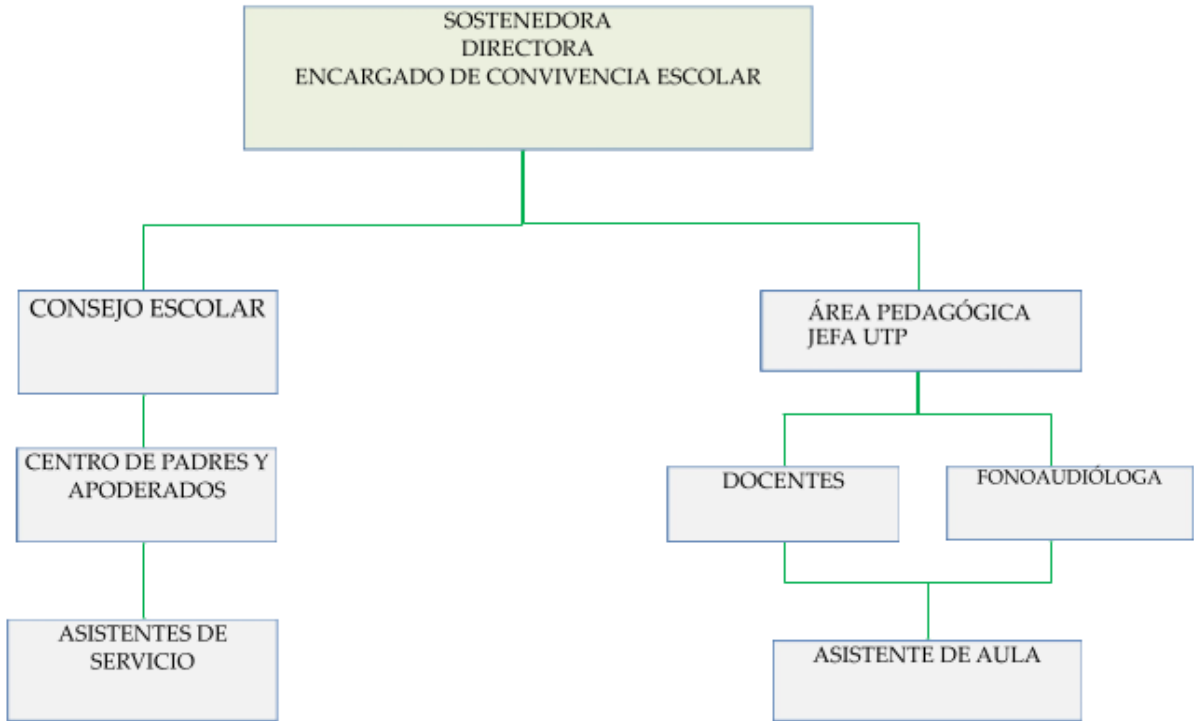 SOSTENEDORA
DIRECTORA
ENCARGADO DE CONVIVENCIA ESCOLAR
CONSEJO ESCOLAR
ÁREA PEDAGÓGICA
JEFA UTP
CENTRO DE PADRES Y
APODERADOS
DOCENTES
FONOAUDIÓLOGA
ASISTENTES DE
SERVICIO
ASISTENTE DE AULA